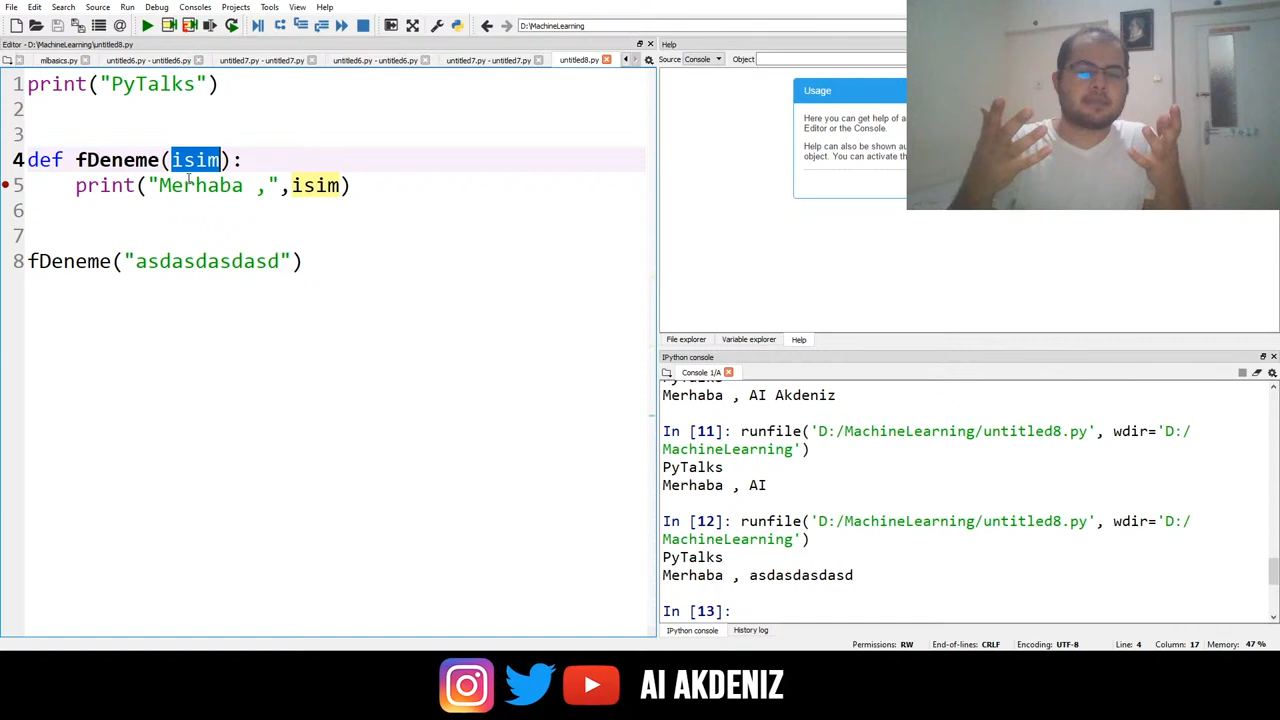 File Edit Search Source Run Debug Consoles Projects Tools View Help
D:\MachineLearning
Editor - D:\MachineLearning\untitled8.py
mlbasics.py untitled6.py - untitled6.py untitled7.py - untitled7.py untitled6.py - untitled6.py untitled7.py - untitled7.py untitled8.py
1 print("PyTalks")
2
3
4 def fDeneme(isim):
5 print("Merhaba ,",isim)
6
7
8 fDeneme("asdasdasdasd")
Help
Source Console Object
Usage
Here you can get help of a
Editor or the Console.
Help can also be shown au
object. You can activate th
File explorer Variable explorer Help
IPython console
Console 1/A
PyTalks
Merhaba , AI Akdeniz
In [11]: runfile('D:/MachineLearning/untitled8.py', wdir='D:/
MachineLearning')
PyTalks
Merhaba , AI
In [12]: runfile('D:/MachineLearning/untitled8.py', wdir='D:/
MachineLearning')
PyTalks
Merhaba , asdasdasdasd
In [13]:
IPython console History log
Permissions: RW End-of-lines: CRLF Encoding: UTF-8 Line: 4 Column: 17 Memory: 47 %
AI AKDENİZ